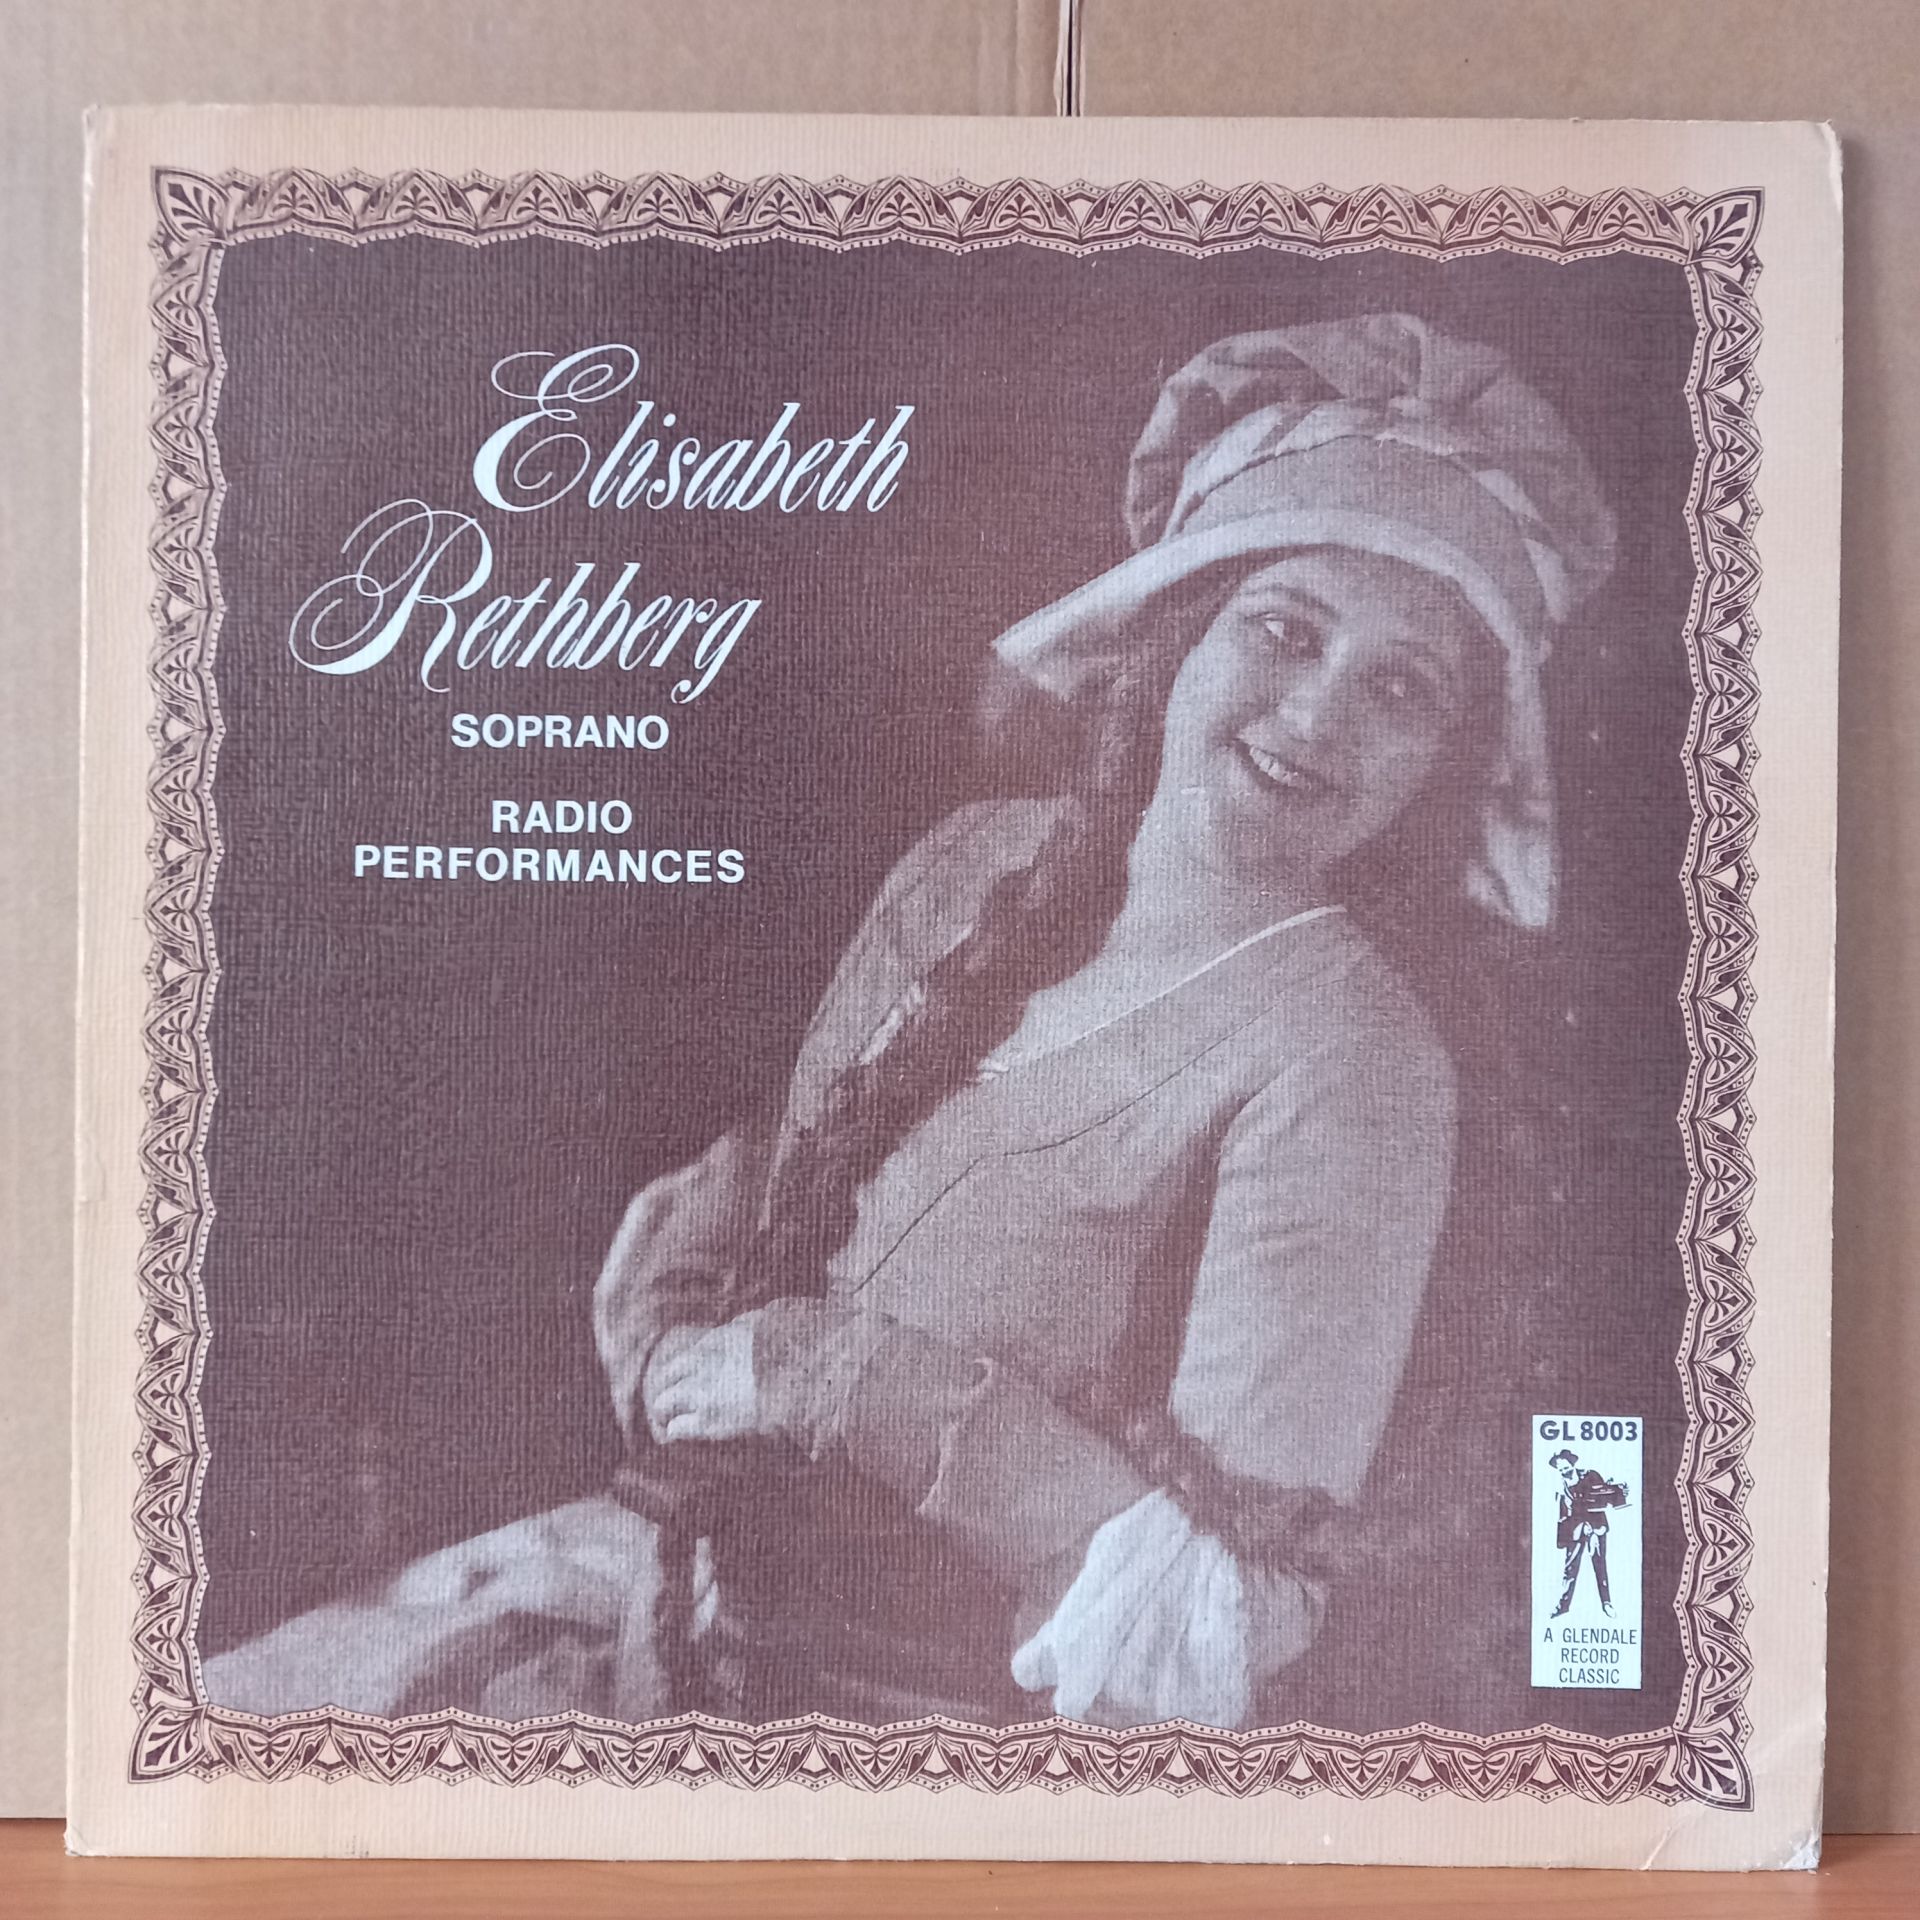 Elisabeth
Rethberg
SOPRANO
RADIO
PERFORMANCES
GL 8003
A GLENDALE
RECORD
CLASSIC